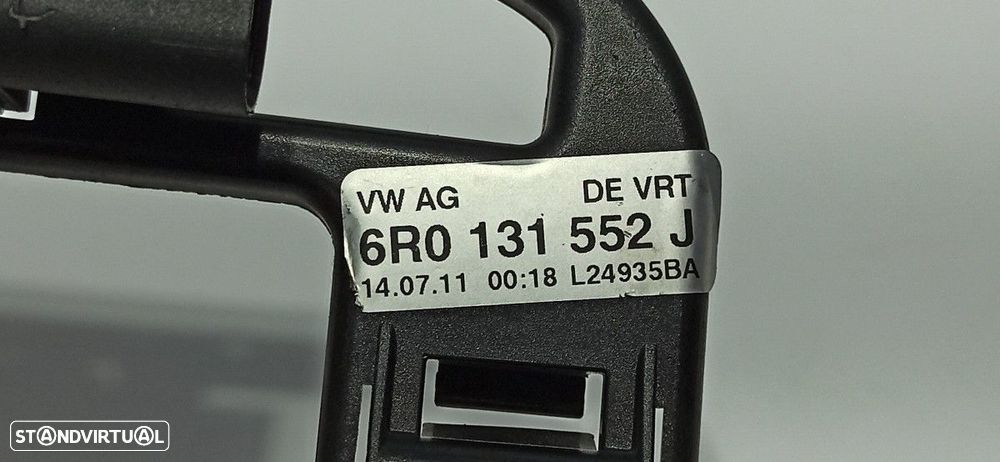 VW AG DE VRT
6R0 131 552 J
14.07.11 00:18 L24935BA
STANDVIRTUAL